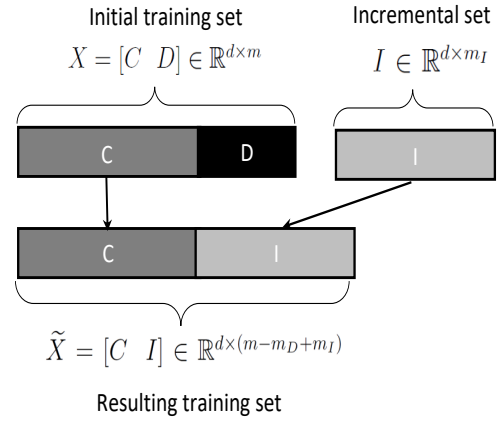 Initial training set
Incremental set
X = [C D] ∈ ℝ^{d×m}
I ∈ ℝ^{d×m_I}
C
D
I
C
I
X̃ = [C I] ∈ ℝ^{d×(m−m_D+m_I)}
Resulting training set